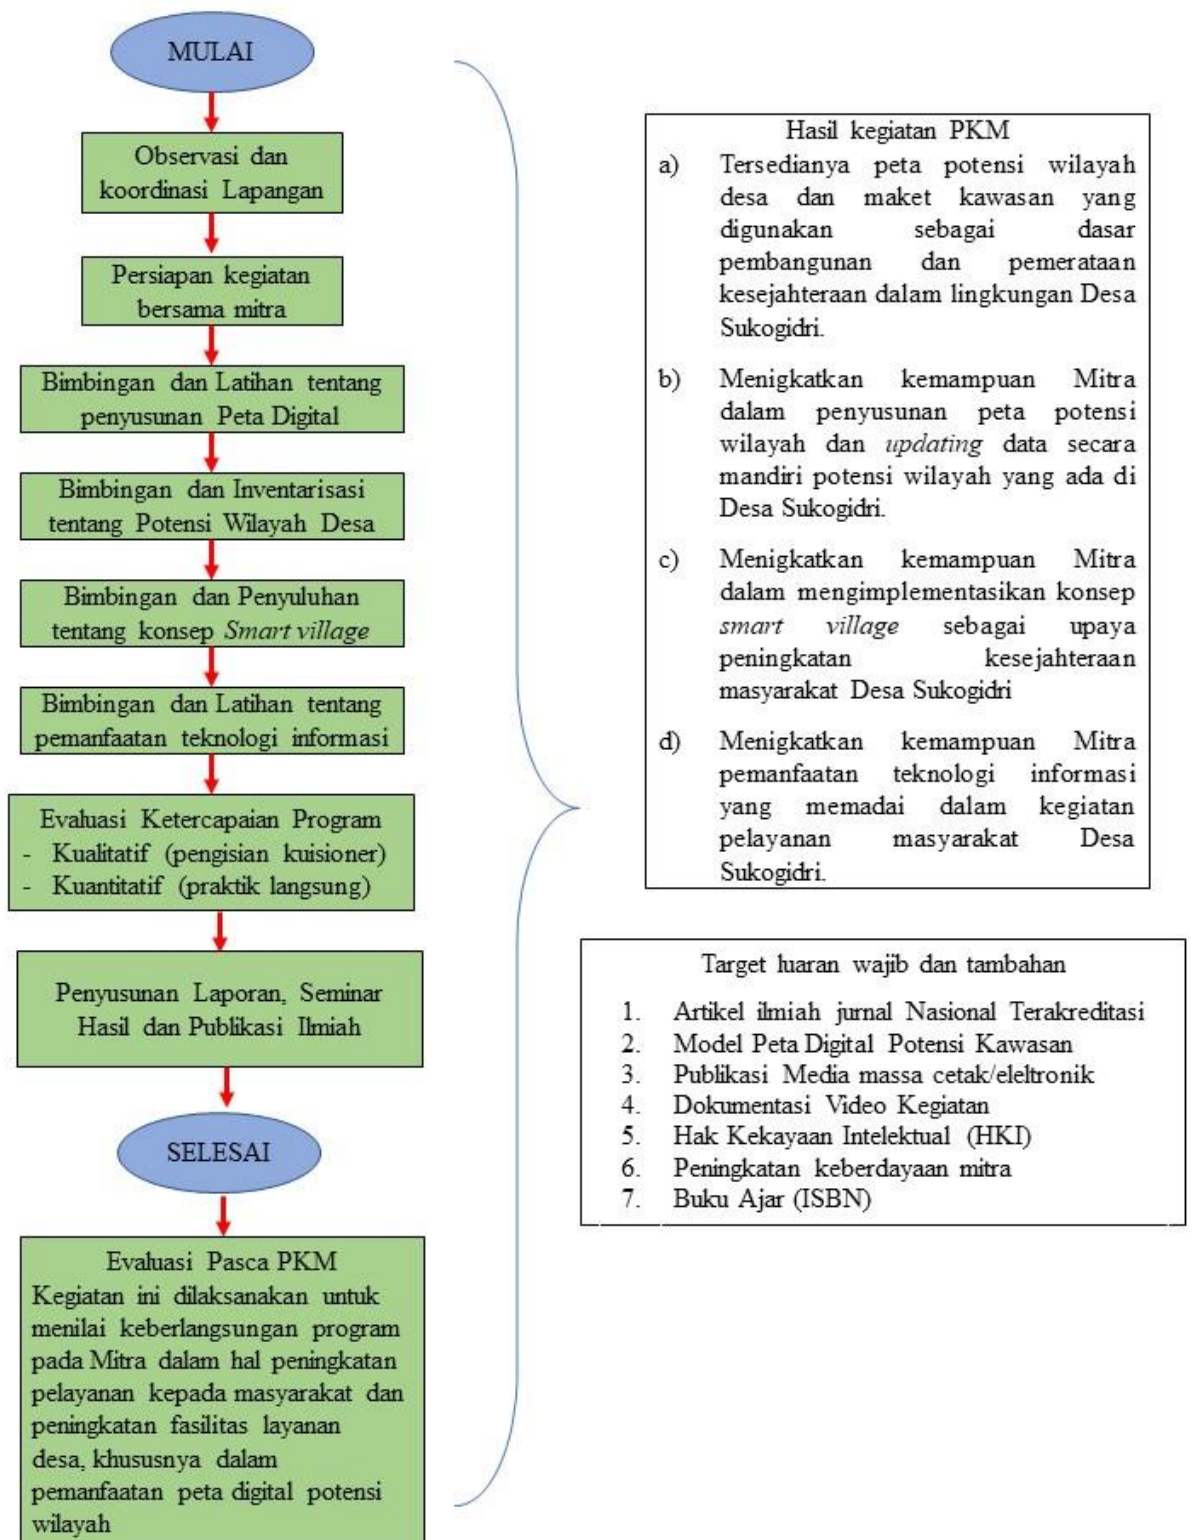 MULAI
Observasi dan
koordinasi Lapangan
Persiapan kegiatan
bersama mitra
Bimbingan dan Latihan tentang
penyusunan Peta Digital
Bimbingan dan Inventarisasi
tentang Potensi Wilayah Desa
Bimbingan dan Penyuluhan
tentang konsep Smart village
Bimbingan dan Latihan tentang
pemanfaatan teknologi informasi
Evaluasi Ketercapaian Program
- Kualitatif (pengisian kuisioner)
- Kuantitatif (praktik langsung)
Penyusunan Laporan, Seminar
Hasil dan Publikasi Ilmiah
SELESAI
Evaluasi Pasca PKM
Kegiatan ini dilaksanakan untuk
menilai keberlangsungan program
pada Mitra dalam hal peningkatan
pelayanan kepada masyarakat dan
peningkatan fasilitas layanan
desa, khususnya dalam
pemanfaatan peta digital potensi
wilayah
Hasil kegiatan PKM
a) Tersedianya peta potensi wilayah
desa dan maket kawasan yang
digunakan sebagai dasar
pembangunan dan pemerataan
kesejahteraan dalam lingkungan Desa
Sukogidri.
b) Menigkatkan kemampuan Mitra
dalam penyusunan peta potensi
wilayah dan updating data secara
mandiri potensi wilayah yang ada di
Desa Sukogidri.
c) Menigkatkan kemampuan Mitra
dalam mengimplementasikan konsep
smart village sebagai upaya
peningkatan kesejahteraan
masyarakat Desa Sukogidri
d) Menigkatkan kemampuan Mitra
pemanfaatan teknologi informasi
yang memadai dalam kegiatan
pelayanan masyarakat Desa
Sukogidri.
Target luaran wajib dan tambahan
1. Artikel ilmiah jurnal Nasional Terakreditasi
2. Model Peta Digital Potensi Kawasan
3. Publikasi Media massa cetak/eleltronik
4. Dokumentasi Video Kegiatan
5. Hak Kekayaan Intelektual (HKI)
6. Peningkatan keberdayaan mitra
7. Buku Ajar (ISBN)